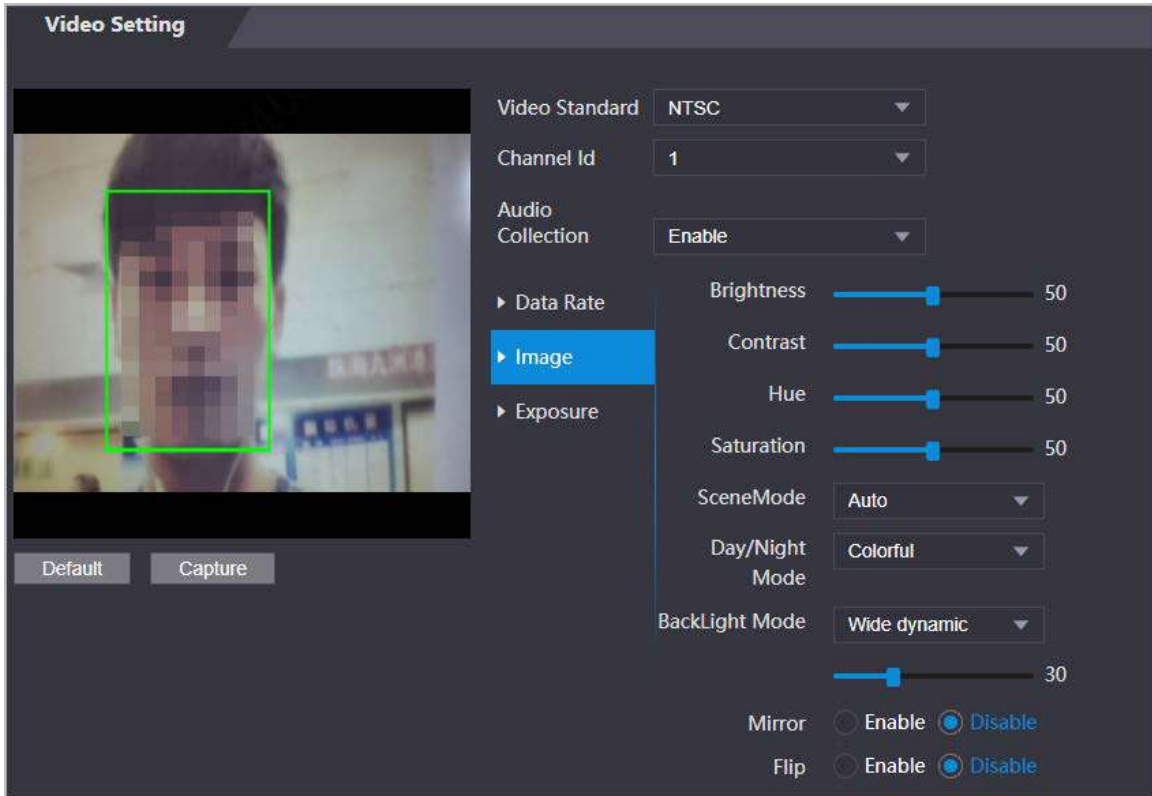 Video Setting
Video Standard NTSC
Channel Id 1
Audio
Collection Enable
Data Rate
Image
Exposure
Brightness 50
Contrast 50
Hue 50
Saturation 50
SceneMode Auto
Day/Night
Mode Colorful
BackLight Mode Wide dynamic
30
Mirror Enable Disable
Flip Enable Disable
Default Capture